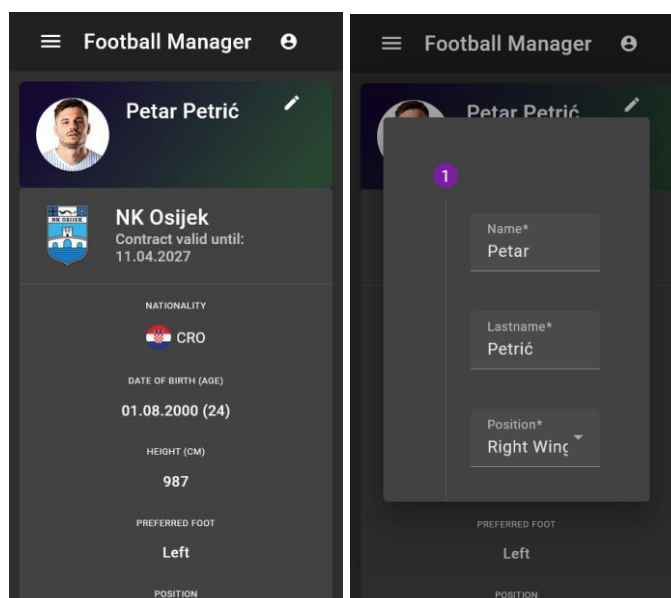 Football Manager
Petar Petrić
NK OSIJEK
NK Osijek
Contract valid until:
11.04.2027
NATIONALITY
CRO
DATE OF BIRTH (AGE)
01.08.2000 (24)
HEIGHT (CM)
987
PREFERRED FOOT
Left
POSITION
Football Manager
Petar Petrić
1
Name*
Petar
Lastname*
Petrić
Position*
Right Wing
PREFERRED FOOT
Left
POSITION